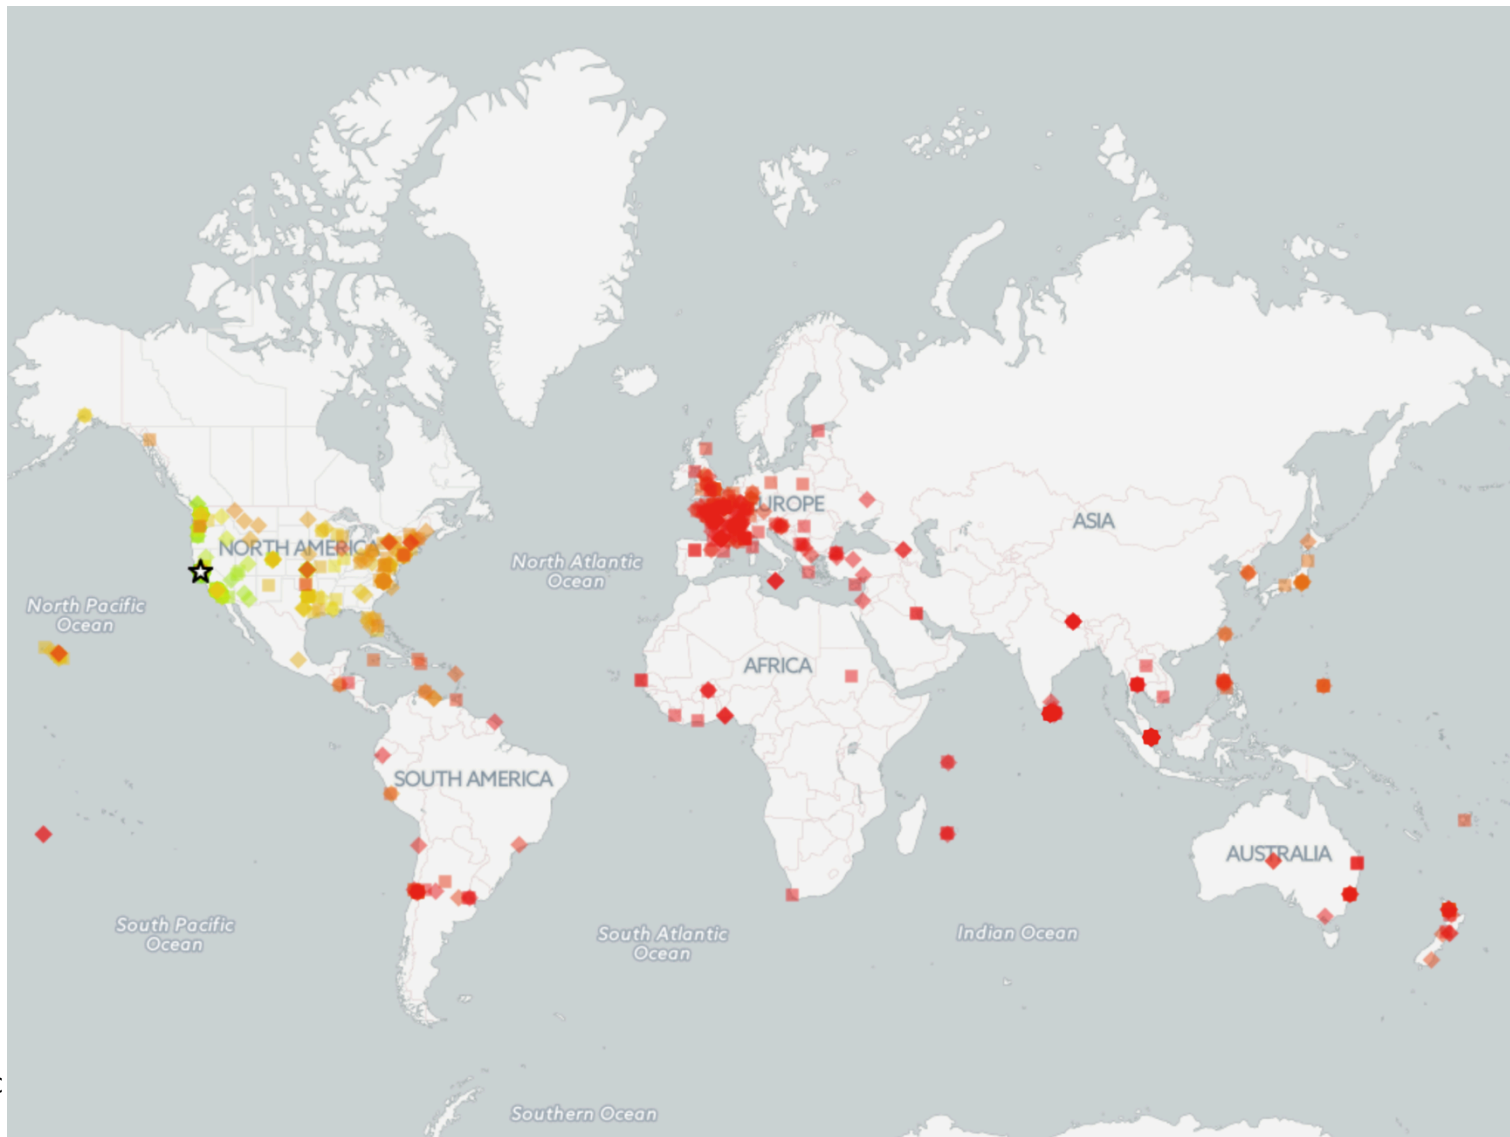 NORTH AMERICA
EUROPE
ASIA
North Atlantic
Ocean
North Pacific
Ocean
AFRICA
SOUTH AMERICA
AUSTRALIA
South Pacific
Ocean
South Atlantic
Ocean
Indian Ocean
Southern Ocean